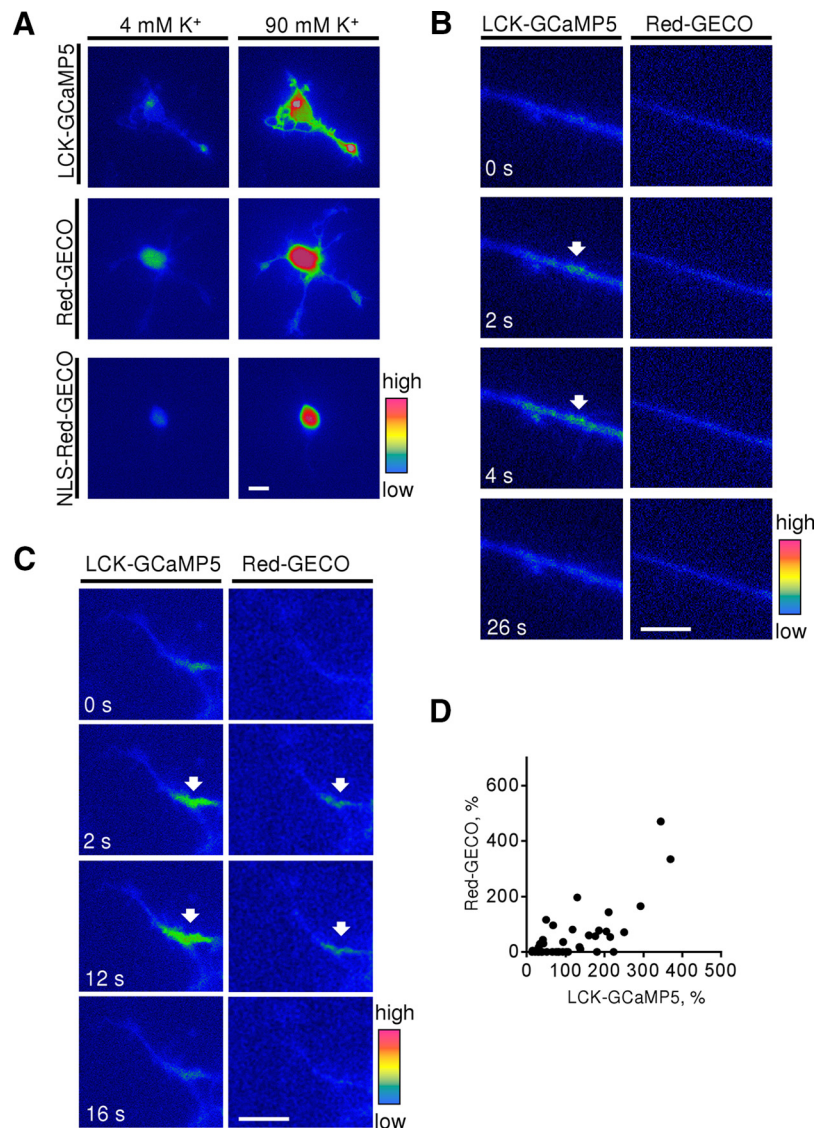 A
4 mM K⁺ 90 mM K⁺
LCK-GCaMP5
Red-GECO
NLS-Red-GECO
high
low
B
LCK-GCaMP5 Red-GECO
0 s
2 s
4 s
26 s
high
low
C
LCK-GCaMP5 Red-GECO
0 s
2 s
12 s
16 s
high
low
D
Red-GECO, %
600
400
200
0
0 100 200 300 400 500
LCK-GCaMP5, %